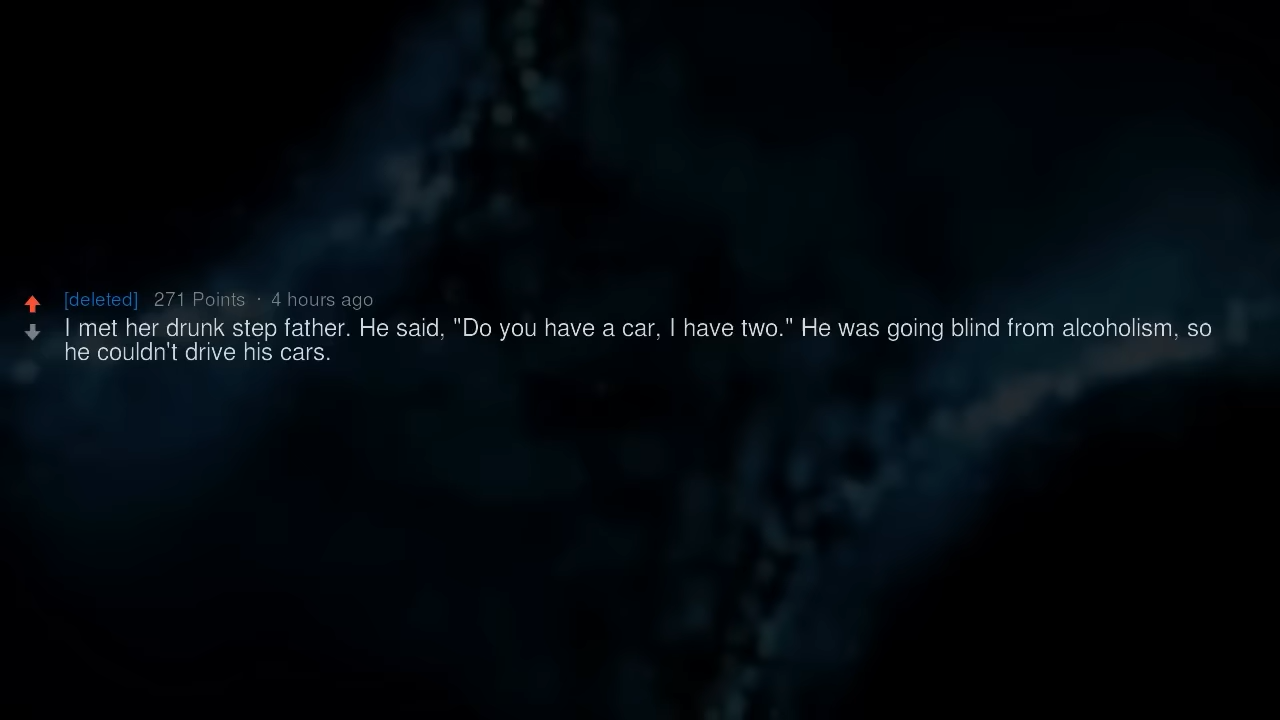 [deleted] 271 Points · 4 hours ago
I met her drunk step father. He said, "Do you have a car, I have two." He was going blind from alcoholism, so
he couldn't drive his cars.